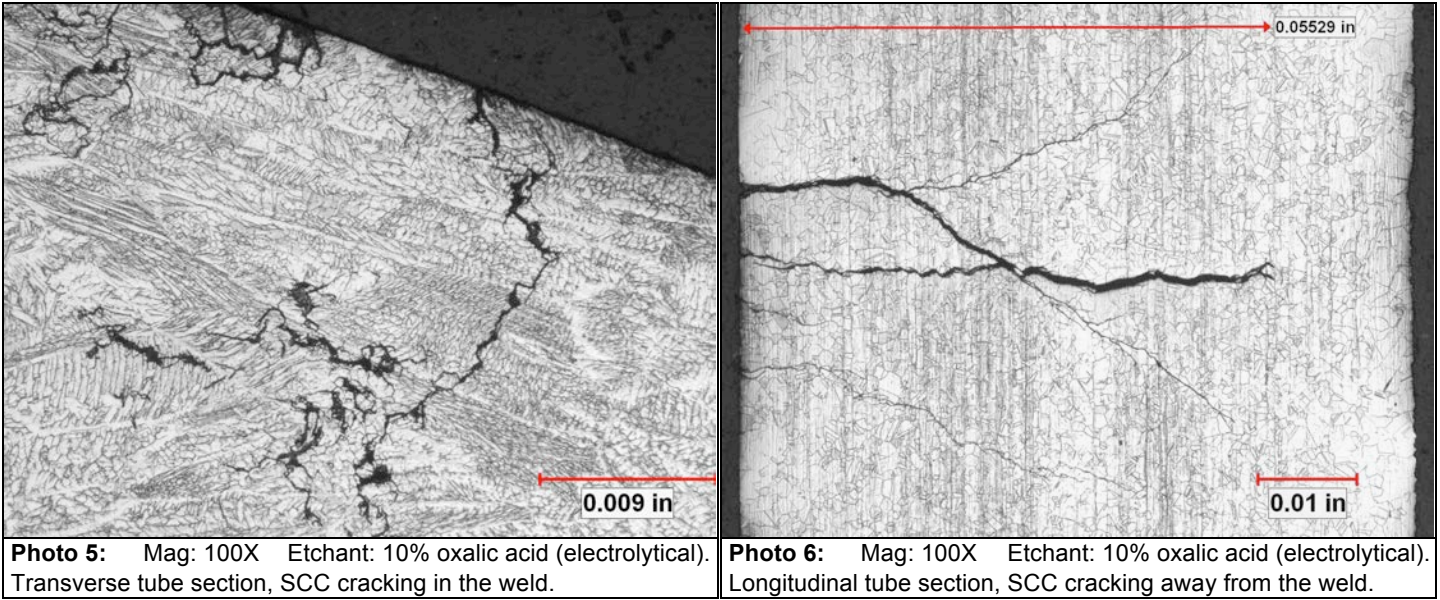 0.009 in
Photo 5: Mag: 100X Etchant: 10% oxalic acid (electrolytical).
Transverse tube section, SCC cracking in the weld.
0.05529 in
0.01 in
Photo 6: Mag: 100X Etchant: 10% oxalic acid (electrolytical).
Longitudinal tube section, SCC cracking away from the weld.